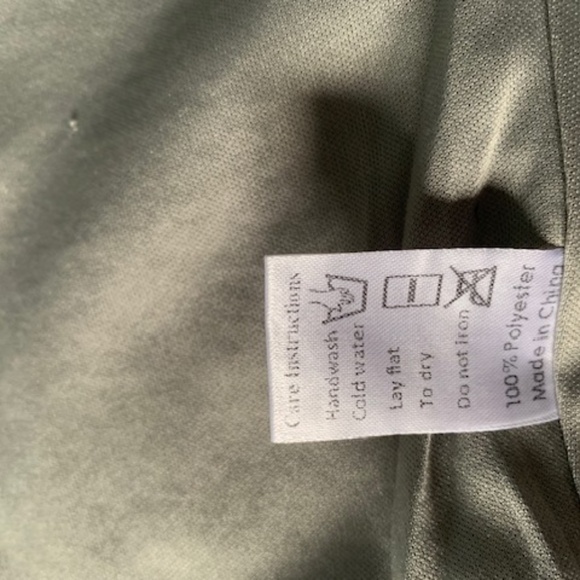 Care Instructions
Handwash
Cold water
Lay flat
To dry
Do not iron
100% Polyester
Made in China